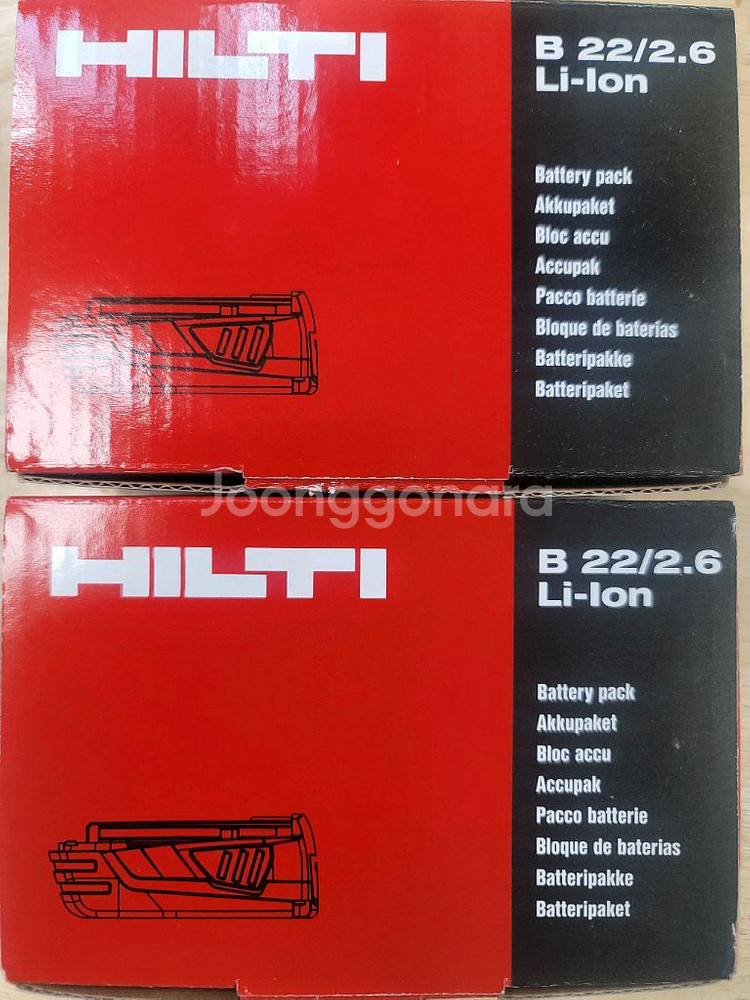 HILTI
B 22/2.6
Li-Ion
Battery pack
Akkupaket
Bloc accu
Accupak
Pacco batterie
Bloque de baterias
Batteripakke
Batteripaket
Joonggonara
HILTI
B 22/2.6
Li-Ion
Battery pack
Akkupaket
Bloc accu
Accupak
Pacco batterie
Bloque de baterias
Batteripakke
Batteripaket